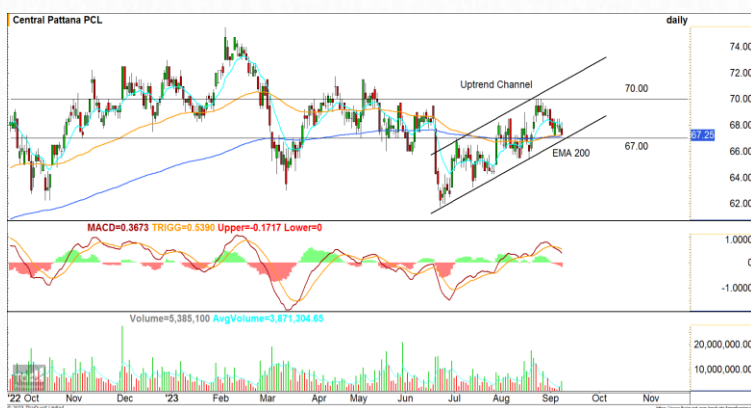 Central Pattana PCL daily
74.00
72.00
Uptrend Channel
70.00
70.00
68.00
67.25
67.00
66.00
EMA 200
64.00
62.00
MACD=0.3673 TRIGG=0.5390 Upper=-0.1717 Lower=0
1.0000
0.0000
-1.0000
Volume=5,385,100 AvgVolume=3,871,304.65
20,000,000.00
10,000,000.00
'22 Oct Nov Dec '23 Feb Mar Apr May Jun Jul Aug Sep Oct Nov